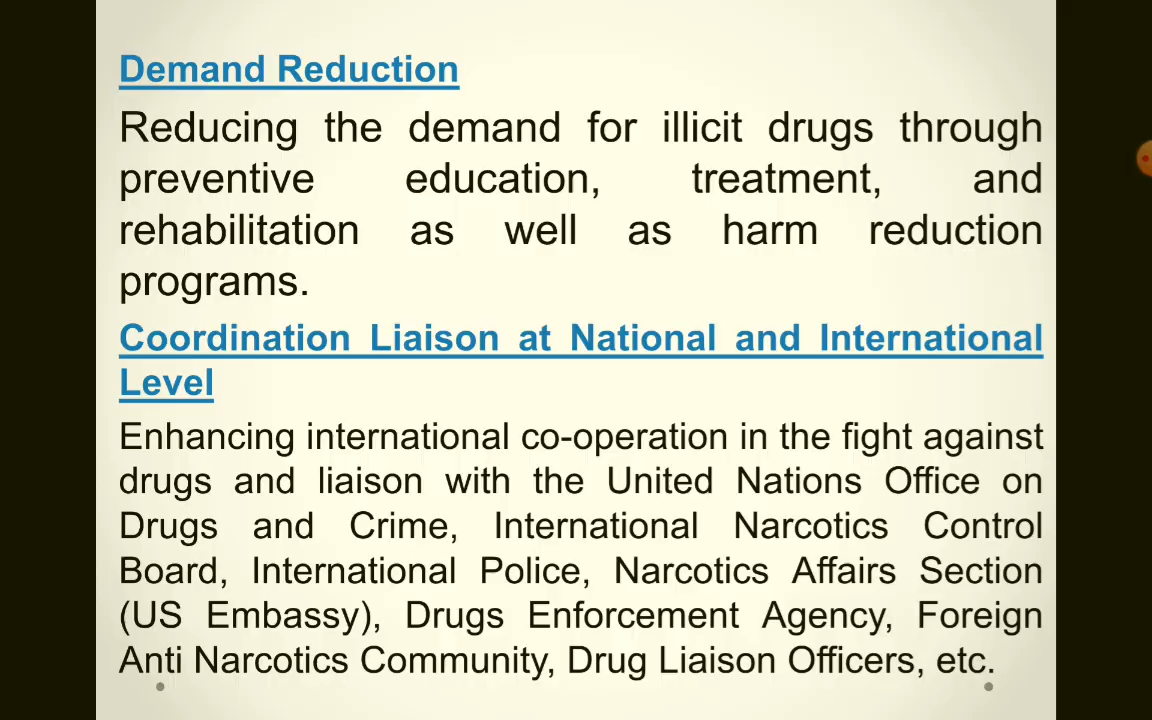 Demand Reduction
Reducing the demand for illicit drugs through
preventive education, treatment, and
rehabilitation as well as harm reduction
programs.
Coordination Liaison at National and International
Level
Enhancing international co-operation in the fight against
drugs and liaison with the United Nations Office on
Drugs and Crime, International Narcotics Control
Board, International Police, Narcotics Affairs Section
(US Embassy), Drugs Enforcement Agency, Foreign
Anti Narcotics Community, Drug Liaison Officers, etc.